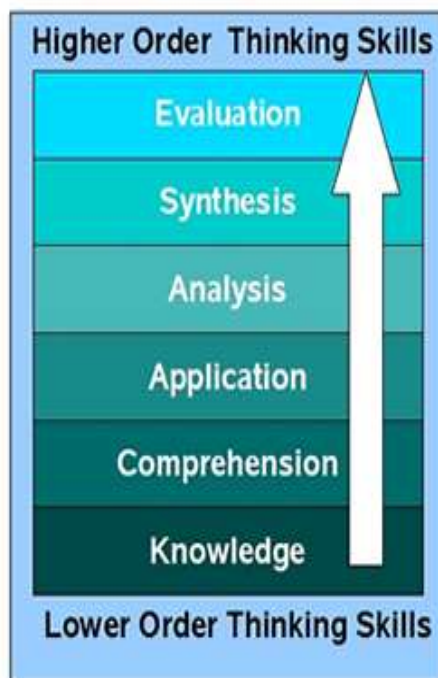 Higher Order Thinking Skills
Evaluation
Synthesis
Analysis
Application
Comprehension
Knowledge
Lower Order Thinking Skills